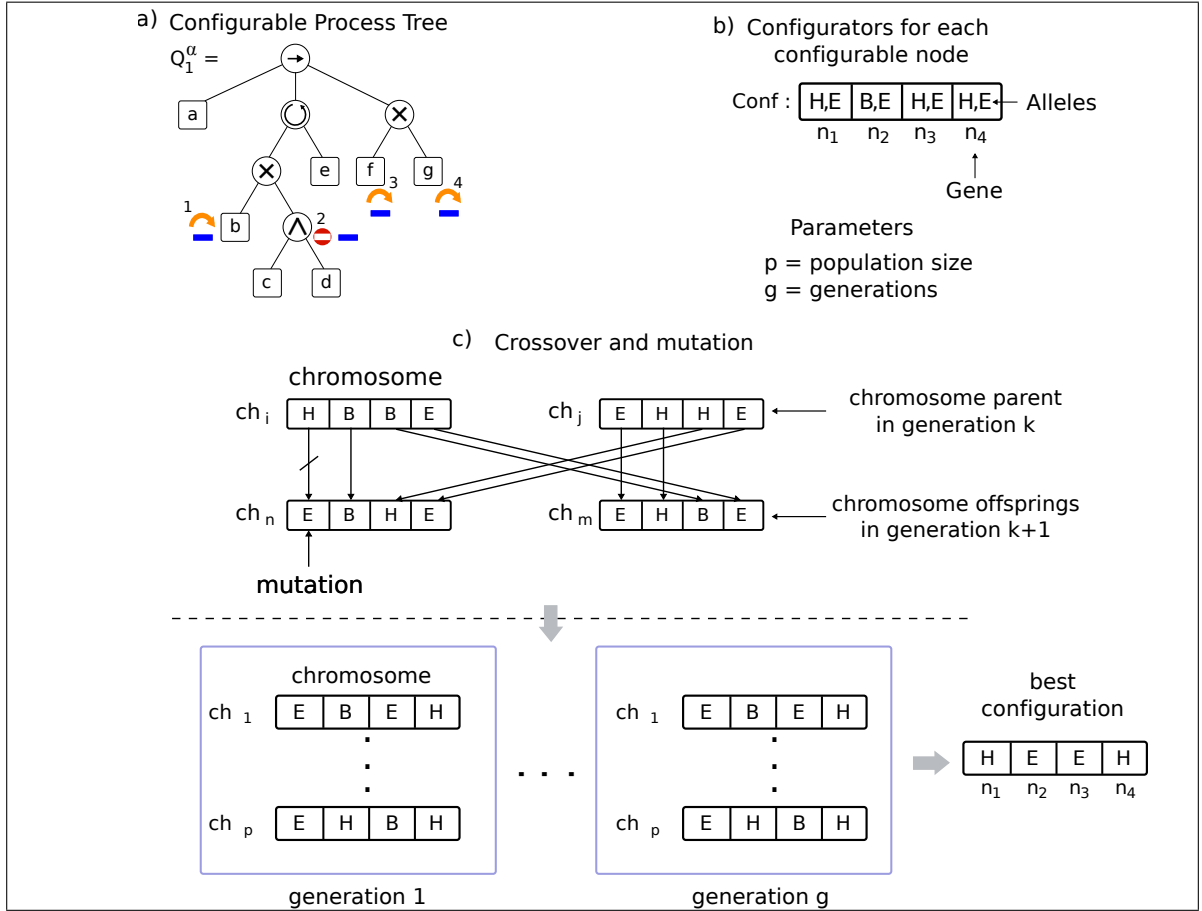 a) Configurable Process Tree
Q₁^α = →
a
× 
f 3 g 4
e
×
1 b
∧ 2
c d
b) Configurators for each
configurable node
Conf : H,E B,E H,E H,E Alleles
n₁ n₂ n₃ n₄
Gene
Parameters
p = population size
g = generations
c) Crossover and mutation
chromosome
ch i H B B E
ch j E H H E
chromosome parent
in generation k
ch n E B H E
ch m E H B E
chromosome offsprings
in generation k+1
mutation
chromosome
ch 1 E B E H
ch p E H B H
generation 1
. . .
ch 1 E B E H
ch p E H B H
generation g
best
configuration
H E E H
n₁ n₂ n₃ n₄